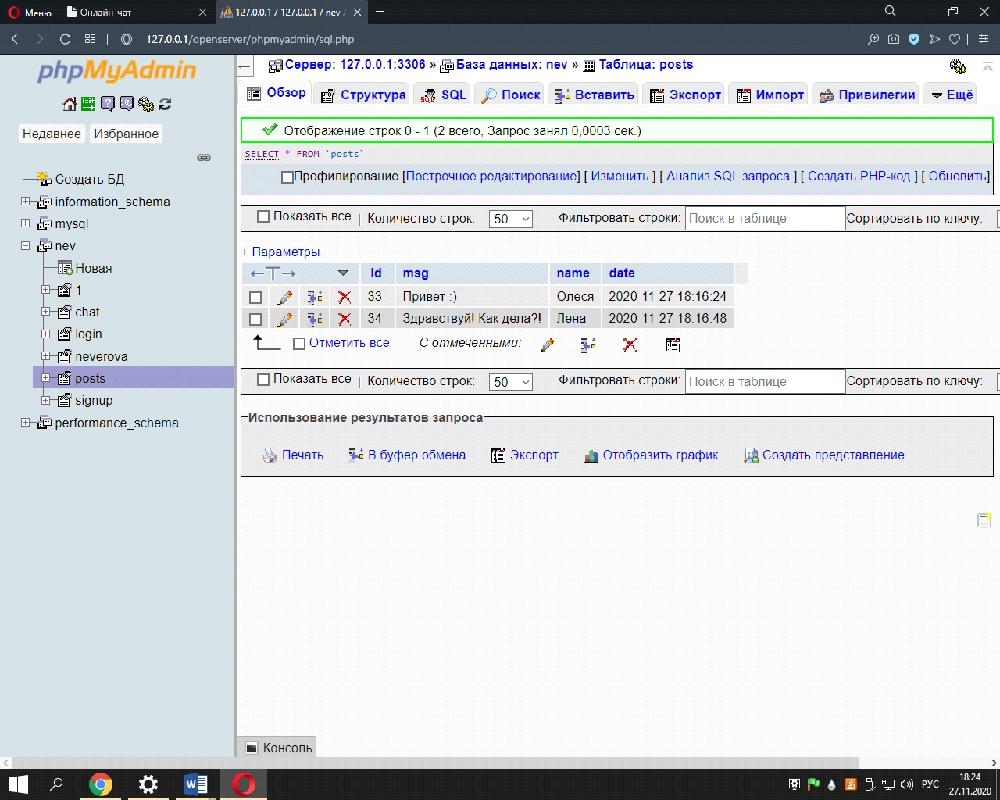 Меню
Онлайн-чат
127.0.0.1 / 127.0.0.1 / nev /
127.0.0.1/openserver/phpmyadmin/sql.php
phpMyAdmin
Недавнее Избранное
Создать БД
information_schema
mysql
nev
Новая
1
chat
login
neverova
posts
signup
performance_schema
Сервер: 127.0.0.1:3306 » База данных: nev » Таблица: posts
Обзор Структура SQL Поиск Вставить Экспорт Импорт Привилегии Ещё
Отображение строк 0 - 1 (2 всего, Запрос занял 0,0003 сек.)
SELECT * FROM `posts`
Профилирование [Построчное редактирование] [ Изменить ] [ Анализ SQL запроса ] [ Создать PHP-код ] [ Обновить]
Показать все | Количество строк: 50 Фильтровать строки: Поиск в таблице Сортировать по ключу:
+ Параметры
←T→ id msg name date
33 Привет :) Олеся 2020-11-27 18:16:24
34 Здравствуй! Как дела?! Лена 2020-11-27 18:16:48
Отметить все С отмеченными:
Показать все | Количество строк: 50 Фильтровать строки: Поиск в таблице Сортировать по ключу:
Использование результатов запроса
Печать В буфер обмена Экспорт Отобразить график Создать представление
Консоль
РУС
18:24
27.11.2020